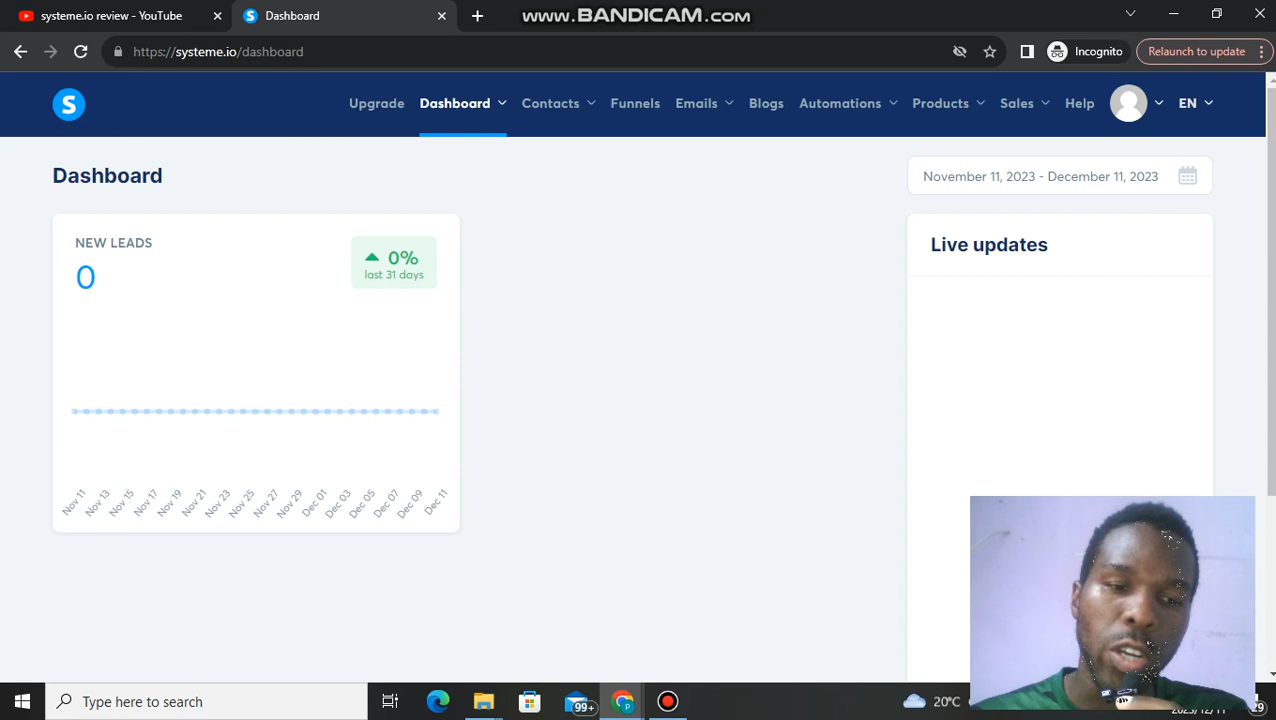 systeme.io review - YouTube
Dashboard
www.BANDICAM.com
https://systeme.io/dashboard
Incognito
Relaunch to update
S
Upgrade
Dashboard
Contacts
Funnels
Emails
Blogs
Automations
Products
Sales
Help
EN
Dashboard
November 11, 2023 - December 11, 2023
NEW LEADS
0
0%
last 31 days
Live updates
Nov 11
Nov 13
Nov 15
Nov 17
Nov 19
Nov 21
Nov 23
Nov 25
Nov 27
Nov 29
Dec 01
Dec 03
Dec 05
Dec 07
Dec 09
Dec 11
Type here to search
99+
20°C